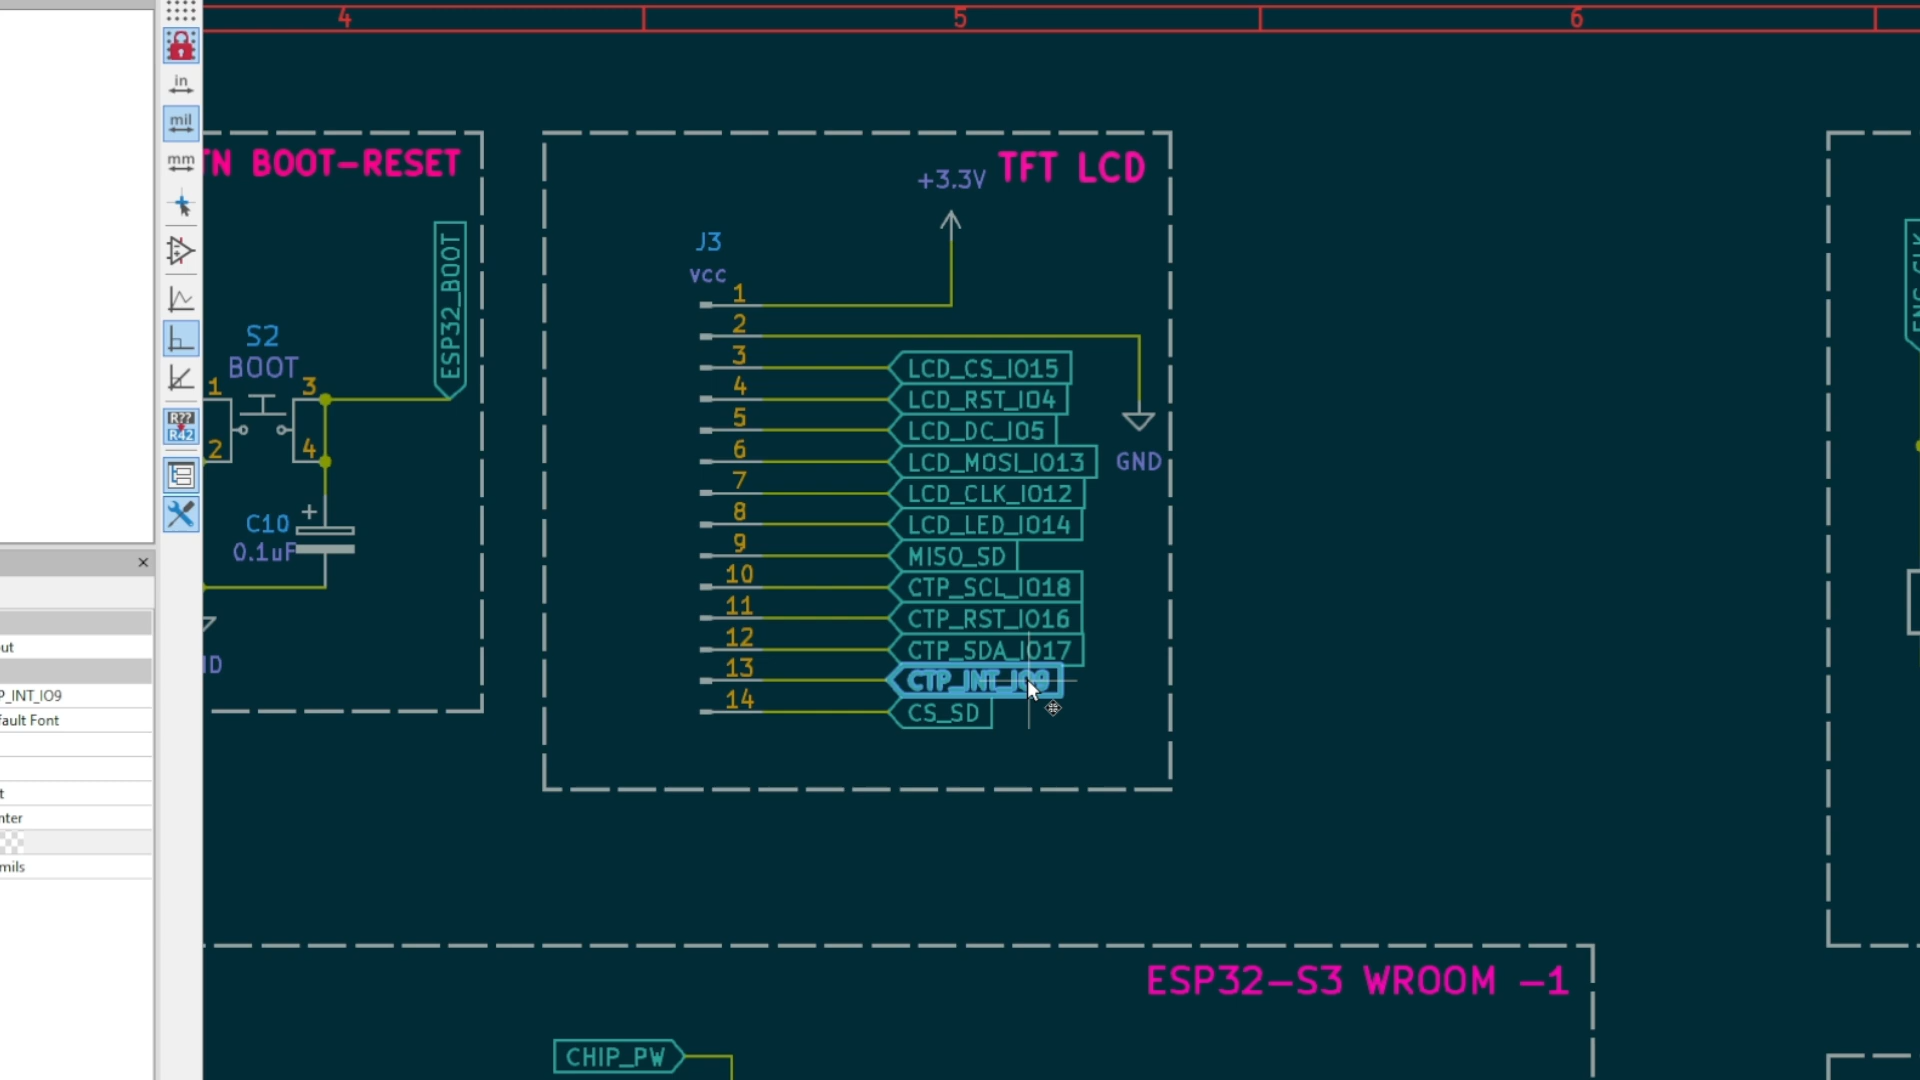 4
5
6
in
mil
mm
R??
R42
TN BOOT-RESET
ESP32_BOOT
S2
BOOT
1
3
2
4
+
C10
0.1uF
TFT LCD
+3.3V
J3
VCC
1
2
3 LCD_CS_IO15
4 LCD_RST_IO4
5 LCD_DC_IO5
6 LCD_MOSI_IO13
7 LCD_CLK_IO12
8 LCD_LED_IO14
9 MISO_SD
10 CTP_SCL_IO18
11 CTP_RST_IO16
12 CTP_SDA_IO17
13 CTP_INT_IO9
14 CS_SD
GND
ut
P_INT_IO9
fault Font
t
nter
mils
ESP32-S3 WROOM -1
CHIP_PW